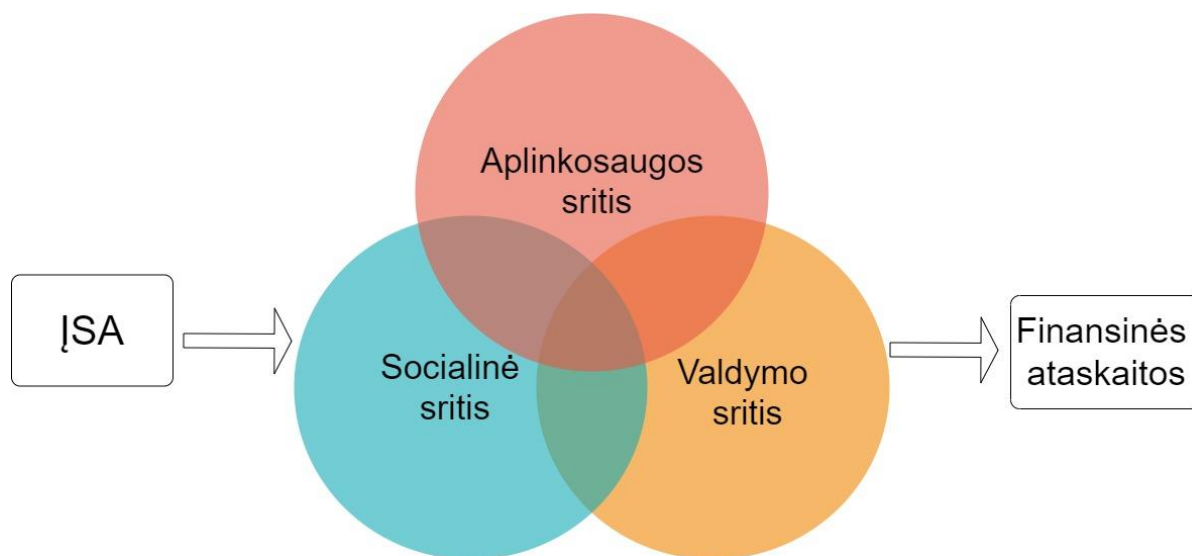 Aplinkosaugos
sritis
ĮSA
Socialinė
sritis
Valdymo
sritis
Finansinės
ataskaitos